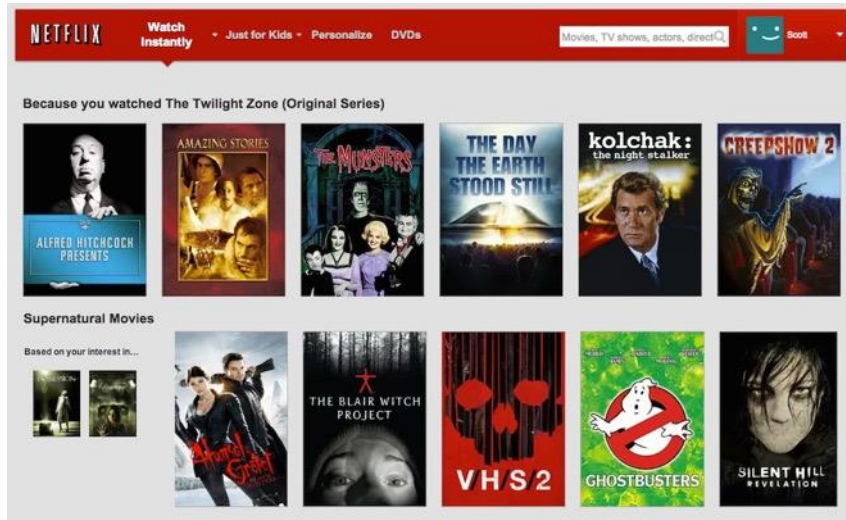 NETFLIX
Watch Instantly
Just for Kids
Personalize
DVDs
Movies, TV shows, actors, direct
Scott
Because you watched The Twilight Zone (Original Series)
ALFRED HITCHCOCK
PRESENTS
AMAZING STORIES
THE MUNSTERS
THE DAY
THE EARTH
STOOD STILL
kolchak:
the night stalker
CREEPSHOW 2
Supernatural Movies
Based on your interest in...
Hansel &
Gretel
THE BLAIR WITCH
PROJECT
V/H/S/2
GHOSTBUSTERS
SILENT HILL
REVELATION